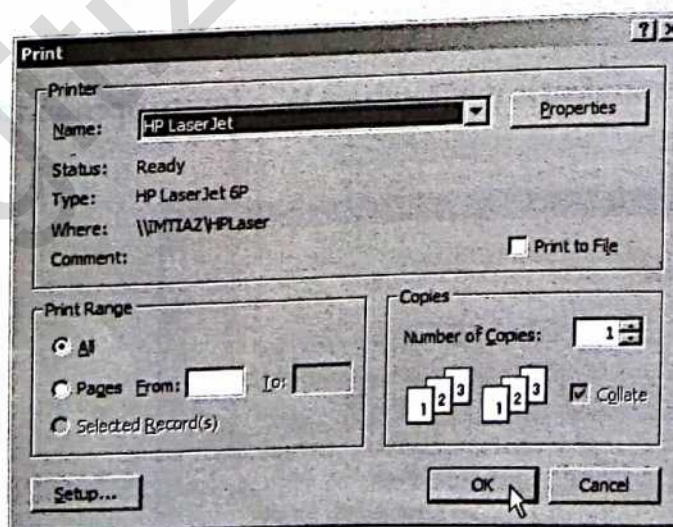 Print
? ×
Printer
Name: HP LaserJet
Properties
Status: Ready
Type: HP LaserJet 6P
Where: \\IMTIAZ\HPLaser
Comment:
Print to File
Print Range
All
Pages From: To:
Selected Record(s)
Copies
Number of Copies: 1
1 2 3 1 2 3
Collate
Setup...
OK
Cancel